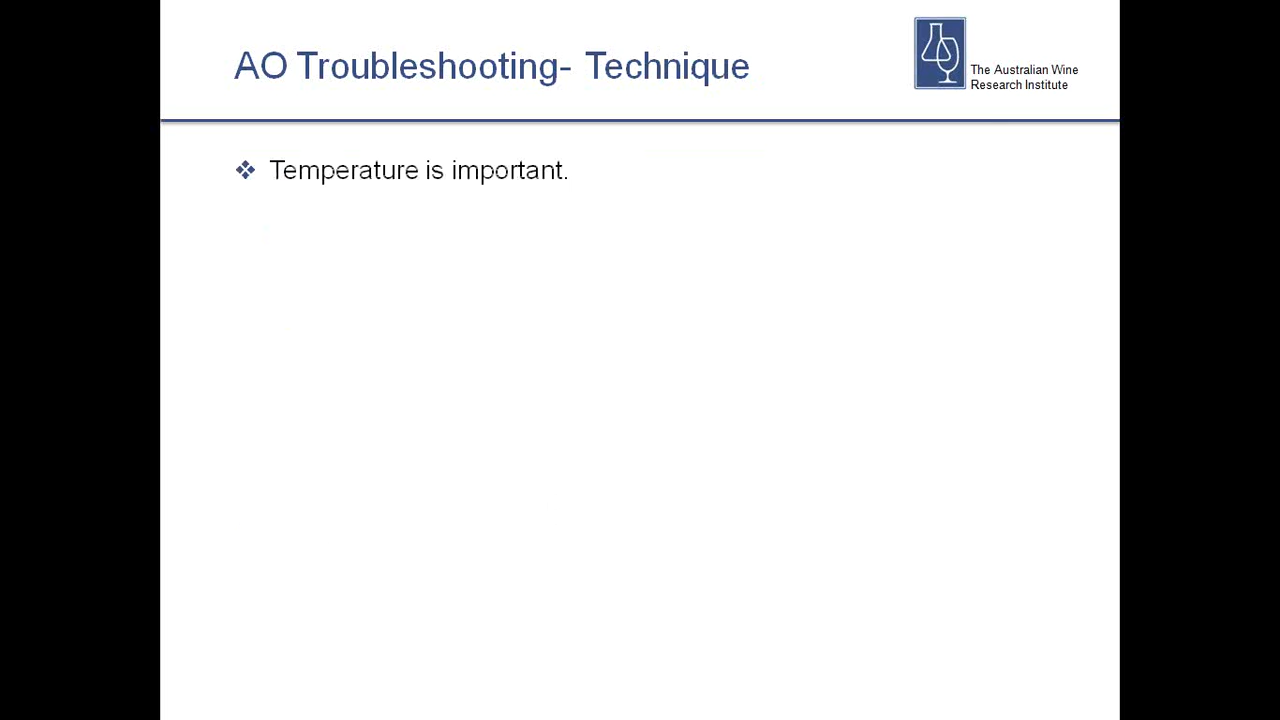 AO Troubleshooting- Technique
The Australian Wine
Research Institute
Temperature is important.